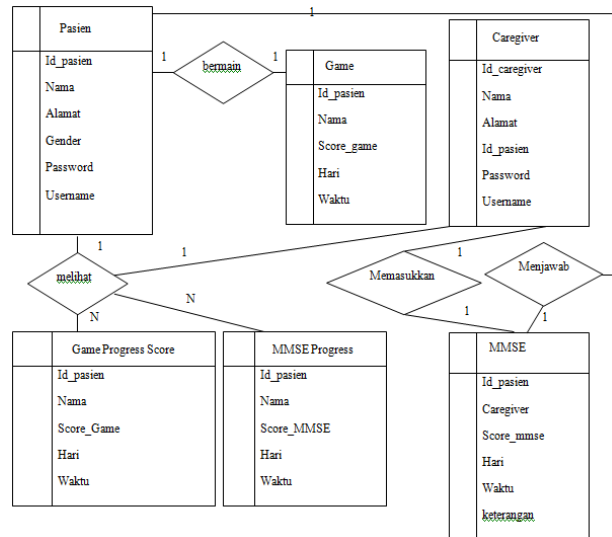 1
Pasien
Id_pasien
Nama
Alamat
Gender
Password
Username
1
bermain
1
Game
Id_pasien
Nama
Score_game
Hari
Waktu
Caregiver
Id_caregiver
Nama
Alamat
Id_pasien
Password
Username
1
melihat
1
N
N
Memasukkan
1
1
Menjawab
1
Game Progress Score
Id_pasien
Nama
Score_Game
Hari
Waktu
MMSE Progress
Id_pasien
Nama
Score_MMSE
Hari
Waktu
MMSE
Id_pasien
Caregiver
Score_mmse
Hari
Waktu
keterangan